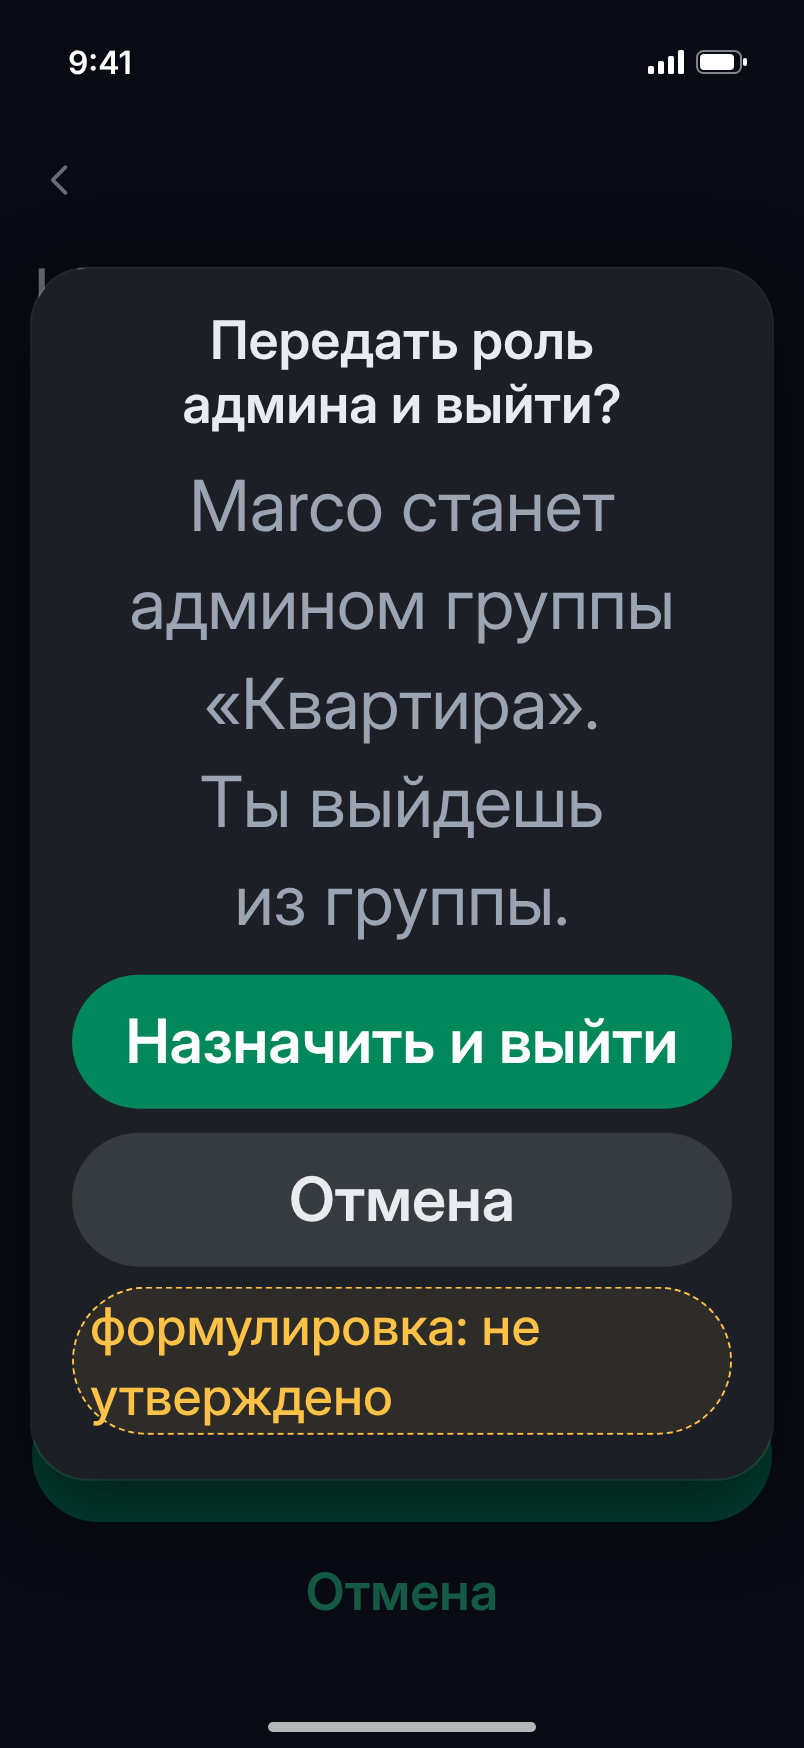 9:41
Передать роль
админа и выйти?
Marco станет
админом группы
«Квартира».
Ты выйдешь
из группы.
Назначить и выйти
Отмена
формулировка: не
утверждено
Отмена